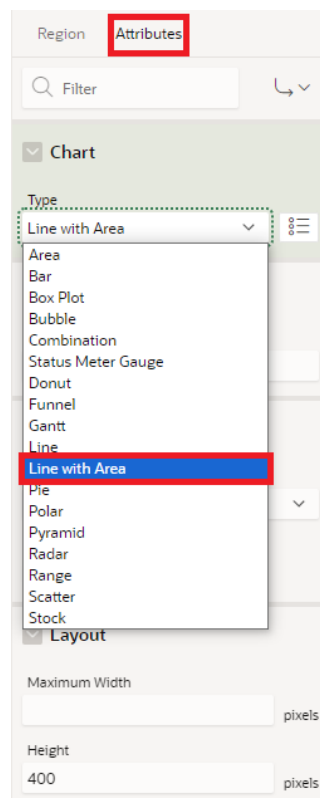 Region Attributes
Filter
Chart
Type
Line with Area
Area
Bar
Box Plot
Bubble
Combination
Status Meter Gauge
Donut
Funnel
Gantt
Line
Line with Area
Pie
Polar
Pyramid
Radar
Range
Scatter
Stock
Layout
Maximum Width
pixels
Height
400
pixels